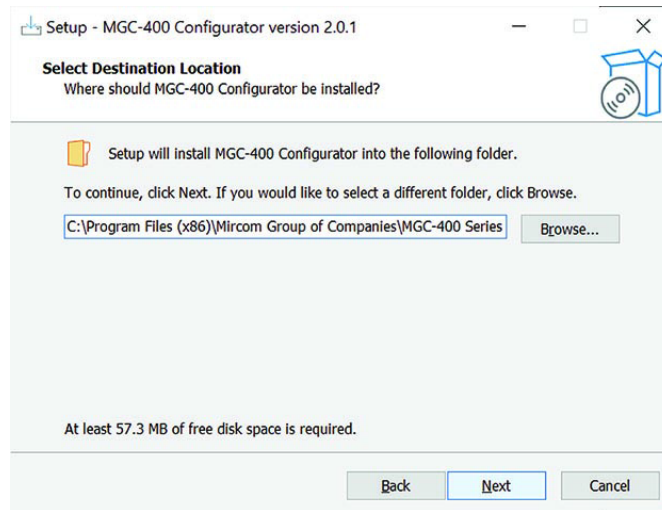 Setup - MGC-400 Configurator version 2.0.1
Select Destination Location
Where should MGC-400 Configurator be installed?
Setup will install MGC-400 Configurator into the following folder.
To continue, click Next. If you would like to select a different folder, click Browse.
C:\Program Files (x86)\Mircom Group of Companies\MGC-400 Series
Browse...
At least 57.3 MB of free disk space is required.
Back Next Cancel